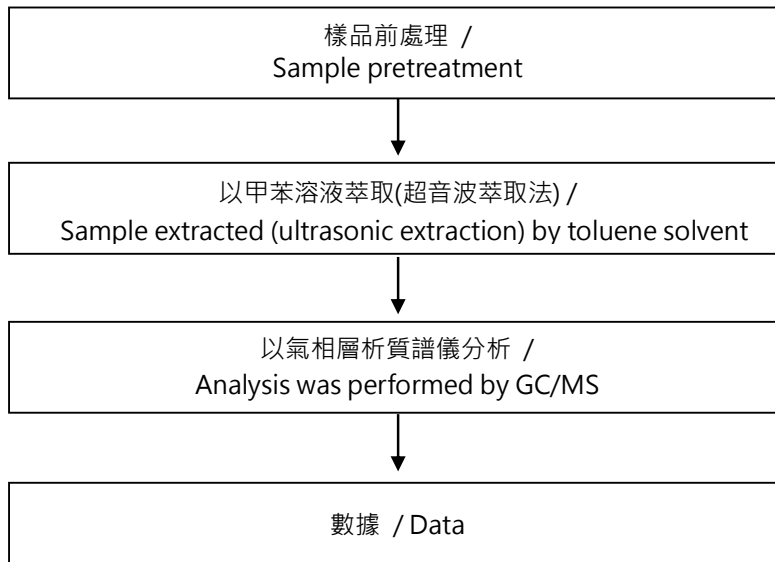 樣品前處理 /
Sample pretreatment
以甲苯溶液萃取(超音波萃取法) /
Sample extracted (ultrasonic extraction) by toluene solvent
以氣相層析質譜儀分析 /
Analysis was performed by GC/MS
數據 / Data